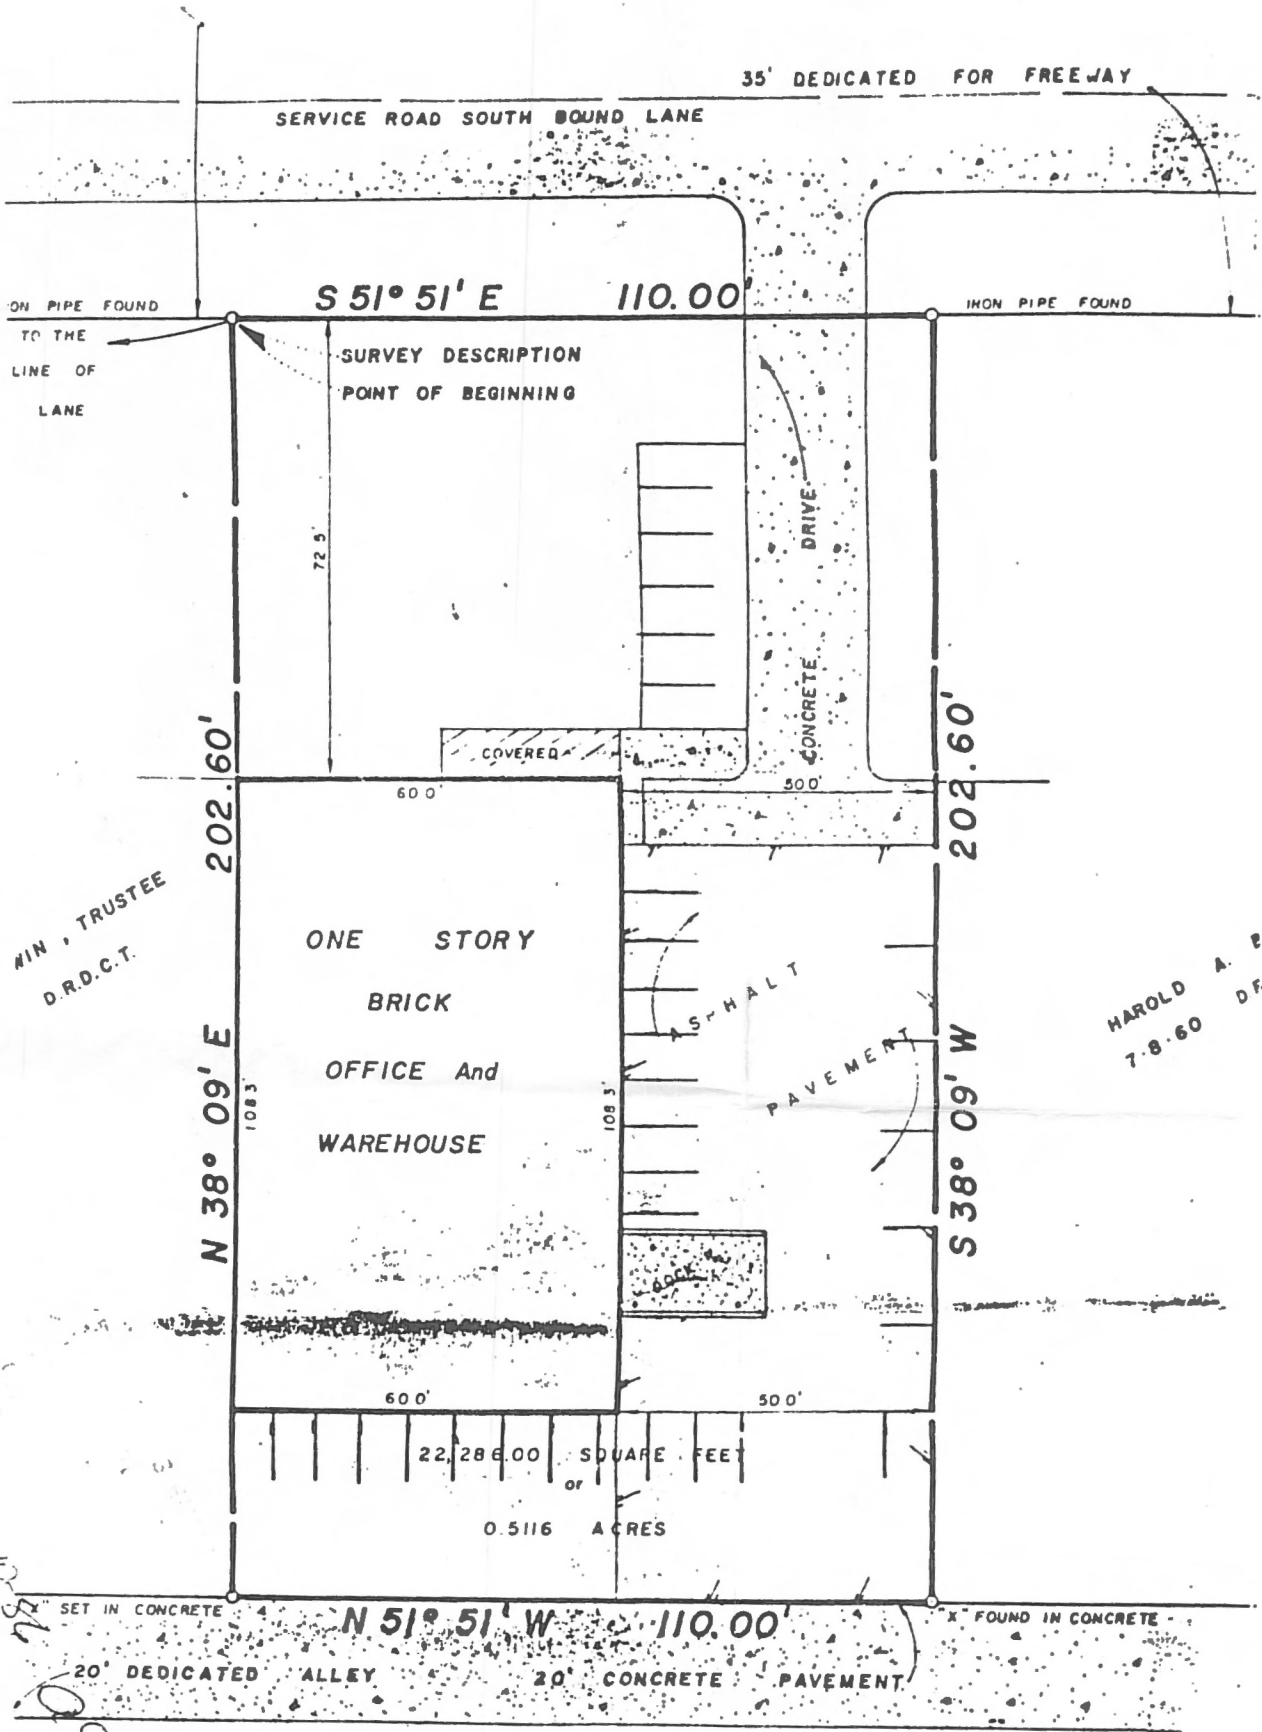 35' DEDICATED FOR FREEWAY
SERVICE ROAD SOUTH BOUND LANE
S 51° 51' E 110.00'
ON PIPE FOUND
IRON PIPE FOUND
TO THE
LINE OF
LANE
SURVEY DESCRIPTION
POINT OF BEGINNING
72 5'
CONCRETE DRIVE
COVERED
60 0'
50 0'
N 38° 09' E 202.60'
S 38° 09' W 202.60'
TRUSTEE
D.R.D.C.T.
HAROLD A.
7·8·60
ONE STORY
BRICK
OFFICE And
WAREHOUSE
108 3'
108 3'
ASPHALT
PAVEMENT
DOCK
60 0'
50 0'
22,286.00 SQUARE FEET
or
0.5116 ACRES
"X" SET IN CONCRETE
N 51° 51' W 110.00'
"X" FOUND IN CONCRETE
20' DEDICATED ALLEY
20' CONCRETE PAVEMENT